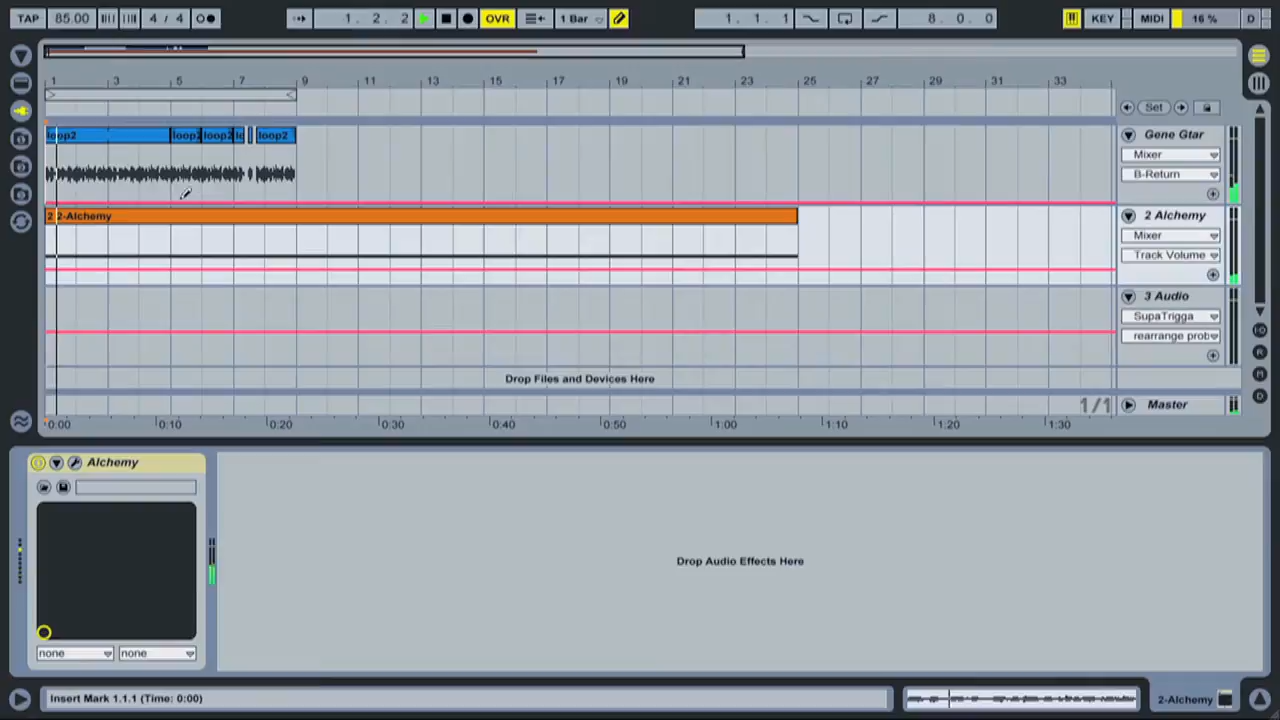 TAP 85.00 4 / 4 1. 2. 2 OVR 1 Bar 1. 1. 1 8. 0. 0 KEY MIDI 16 % D
1 3 5 7 9 11 13 15 17 19 21 23 25 27 29 31 33
Set
loop2 loop2 loop2 lo loop2
Gene Gtar
Mixer
B-Return
2 2-Alchemy
2 Alchemy
Mixer
Track Volume
3 Audio
SupaTrigga
rearrange prob
Drop Files and Devices Here
1/1 Master
0:00 0:10 0:20 0:30 0:40 0:50 1:00 1:10 1:20 1:30
IO
R
M
D
Alchemy
Drop Audio Effects Here
none none
Insert Mark 1.1.1 (Time: 0:00)
2-Alchemy